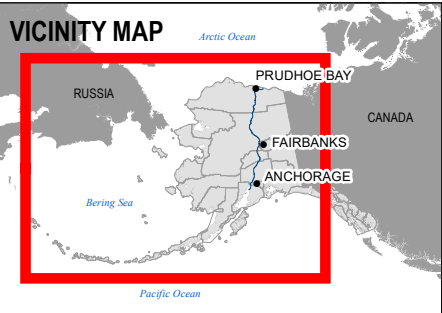 VICINITY MAP
Arctic Ocean
PRUDHOE BAY
RUSSIA
CANADA
FAIRBANKS
ANCHORAGE
Bering Sea
Pacific Ocean